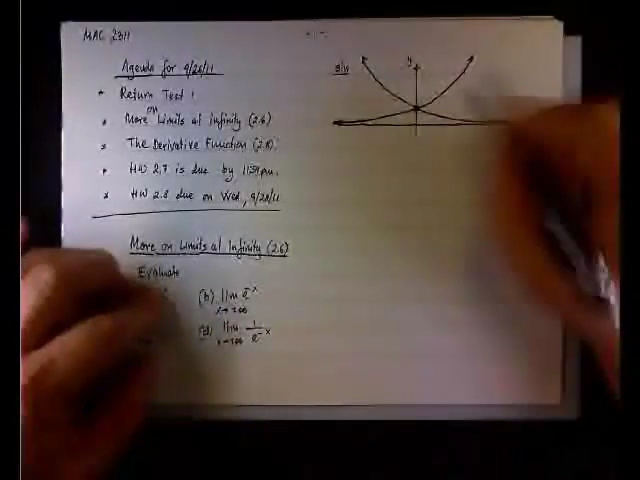 MAC 2311
- 1 -
Agenda for 9/26/11
* Return Test 1
* More on Limits at infinity (2.6)
* The Derivative Function (2.8)
* HW 2.7 is due by 11:59pm.
* HW 2.8 due on Wed, 9/28/11
More on Limits at Infinity (2.6)
Evaluate
(b) lim e^-x
x→
lim 1/e^-x
x→
y